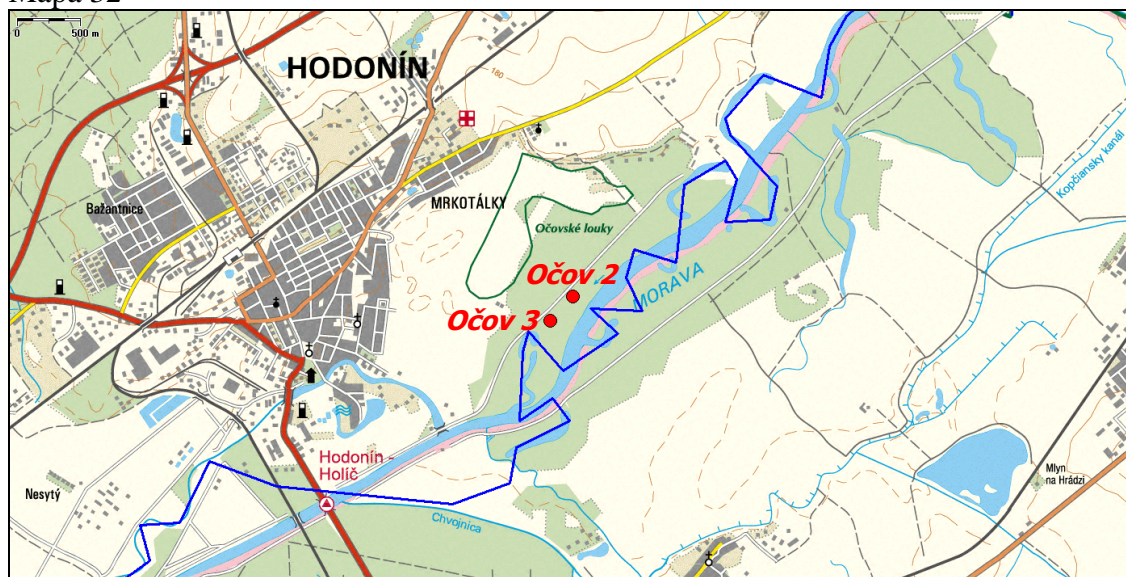 Mapa 32
0 500 m
HODONÍN
180
Kopčiansky kanál
Bažantnice
MRKOTÁLKY
Očovské louky
Očov 2
MORAVA
Očov 3
Hodonín -
Holíč
Nesytý
Mlyn
na Hrádzi
Chvojnica